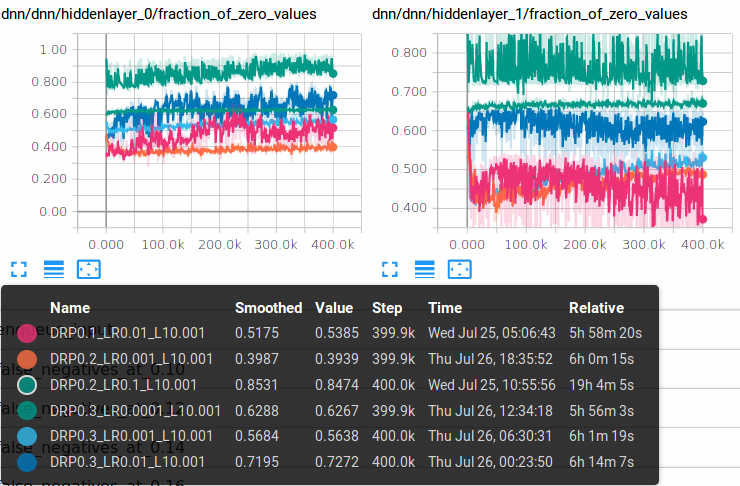 dnn/dnn/hiddenlayer_0/fraction_of_zero_values
dnn/dnn/hiddenlayer_1/fraction_of_zero_values
1.00
0.800
0.600
0.400
0.200
0.00
0.000 100.0k 200.0k 300.0k 400.0k
0.800
0.700
0.600
0.500
0.400
0.000 100.0k 200.0k 300.0k 400.0k
Name Smoothed Value Step Time Relative
DRP0.1_LR0.01_L10.001 0.5175 0.5385 399.9k Wed Jul 25, 05:06:43 5h 58m 20s
DRP0.2_LR0.001_L10.001 0.3987 0.3939 399.9k Thu Jul 26, 18:35:52 6h 0m 15s
DRP0.2_LR0.1_L10.001 0.8531 0.8474 400.0k Wed Jul 25, 10:55:56 19h 4m 5s
0.6288 0.6267 399.9k Thu Jul 26, 12:34:18 5h 56m 3s
DRP0.3_LR0.001_L10.001 0.5684 0.5638 400.0k Thu Jul 26, 06:30:31 6h 1m 19s
DRP0.3_LR0.01_L10.001 0.7195 0.7272 400.0k Thu Jul 26, 00:23:50 6h 14m 7s
false_negatives_at_0.10
false_negatives_at_0.14